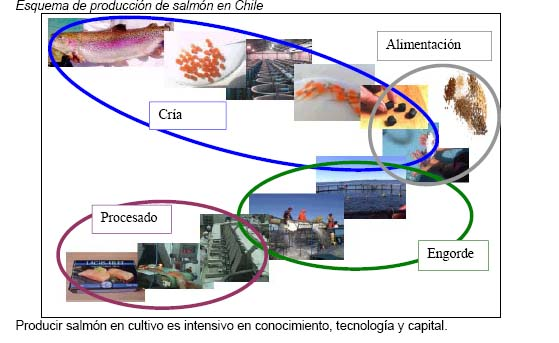 Esquema de producción de salmón en Chile
Alimentación
Cría
Procesado
Engorde
Producir salmón en cultivo es intensivo en conocimiento, tecnología y capital.